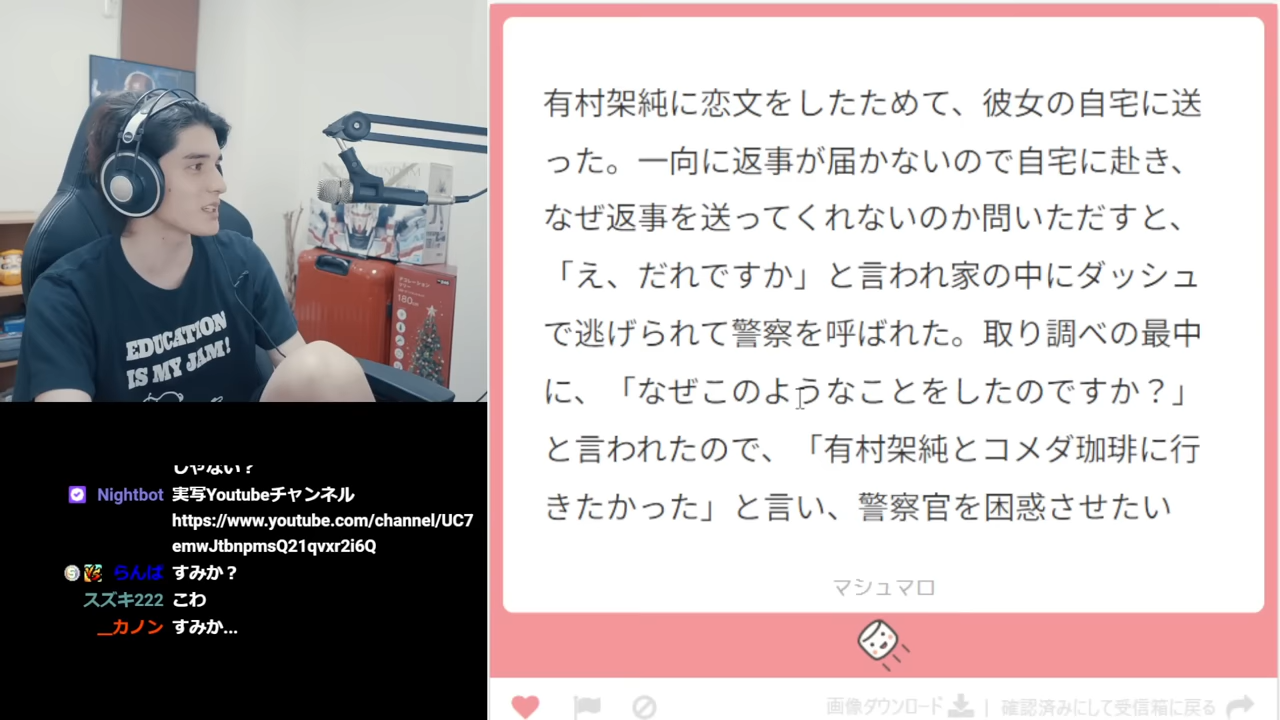 有村架純に恋文をしたためて、彼女の自宅に送
った。一向に返事が届かないので自宅に赴き、
なぜ返事を送ってくれないのか問いただすと、
「え、だれですか」と言われ家の中にダッシュ
で逃げられて警察を呼ばれた。取り調べの最中
に、「なぜこのようなことをしたのですか？」
と言われたので、「有村架純とコメダ珈琲に行
きたかった」と言い、警察官を困惑させたい
マシュマロ
画像ダウンロード | 確認済みにして受信箱に戻る
EDUCATION
IS MY JAM!
180cm
じゃない？
Nightbot 実写Youtubeチャンネル
https://www.youtube.com/channel/UC7
emwJtbnpmsQ21qvxr2i6Q
らんぱ すみか？
スズキ222 こわ
__カノン すみか...